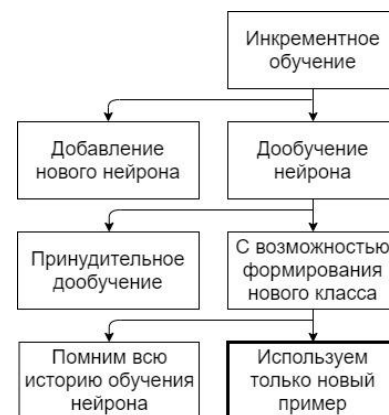 Инкрементное
обучение
Добавление
нового нейрона
Дообучение
нейрона
Принудительное
дообучение
С возможностью
формирования
нового класса
Помним всю
историю обучения
нейрона
Используем
только новый
пример